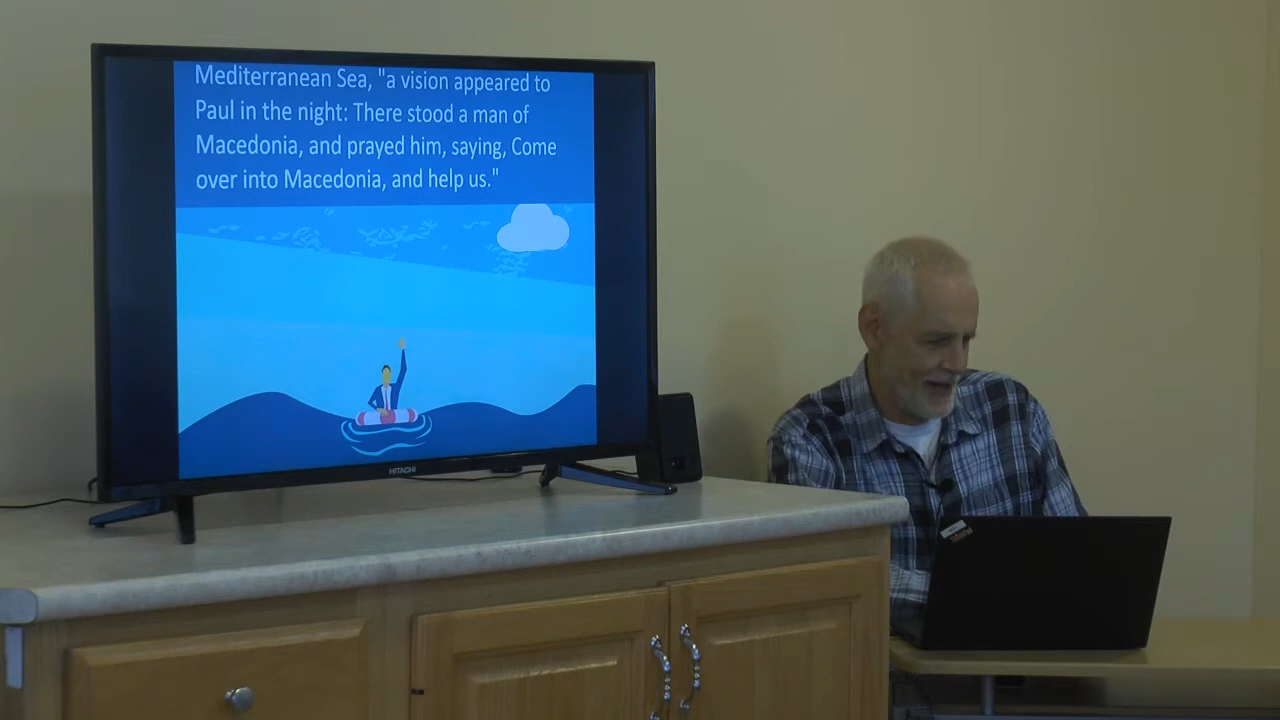 Mediterranean Sea, "a vision appeared to
Paul in the night: There stood a man of
Macedonia, and prayed him, saying, Come
over into Macedonia, and help us."
HITACHI
ThinkPad